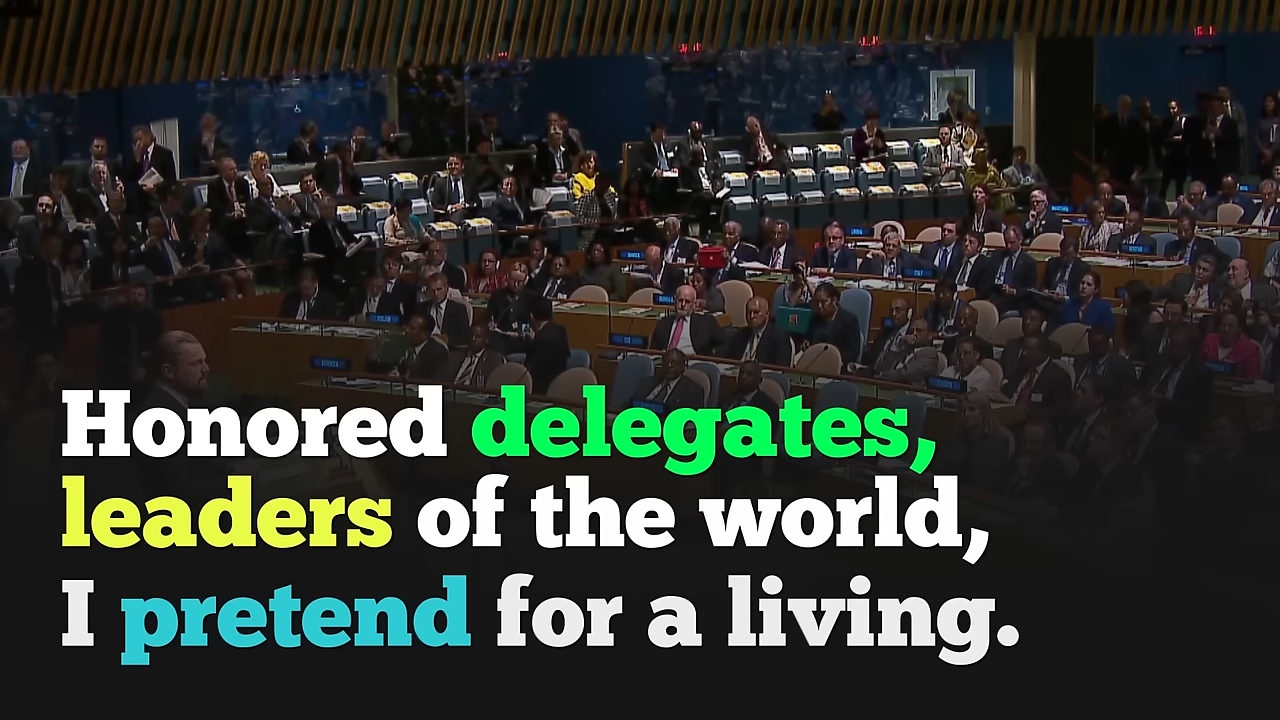 Honored delegates,
leaders of the world,
I pretend for a living.